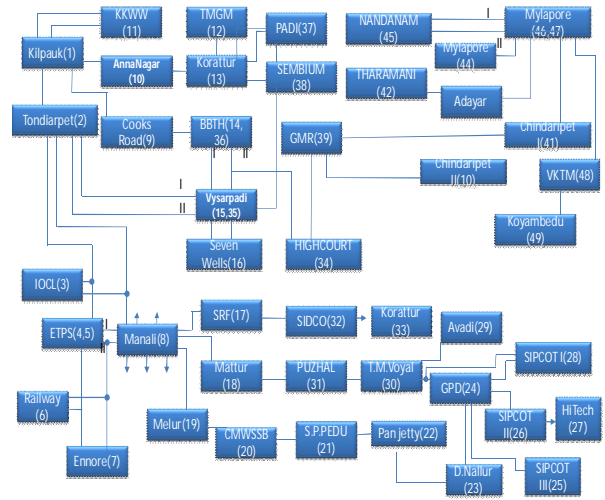 KKWW
(11)
TMGM
(12)
PADI(37)
NANDANAM
(45)
I
Mylapore
(46,47)
Kilpauk(1)
AnnaNagar
(10)
Korattur
(13)
SEMBIUM
(38)
Mylapore
(44)
II
THARAMANI
(42)
Adayar
Tondiarpet(2)
Cooks
Road(9)
BBTH(14,
36)
GMR(39)
Chindaripet
I(41)
I
II
Chindaripet
II(10)
VKTM(48)
I
II
Vysarpadi
(15,35)
Koyambedu
(49)
Seven
Wells(16)
HIGHCOURT
(34)
IOCL(3)
SRF(17)
SIDCO(32)
Korattur
(33)
Avadi(29)
ETPS(4,5)
I
II
Manali(8)
SIPCOT I(28)
Mattur
(18)
PUZHAL
(31)
T.M.Voyal
(30)
GPD(24)
Railway
(6)
Melur(19)
CMWSSB
(20)
S.P.PEDU
(21)
Pan jetty(22)
SIPCOT
II(26)
HiTech
(27)
Ennore(7)
D.Nallur
(23)
SIPCOT
III(25)